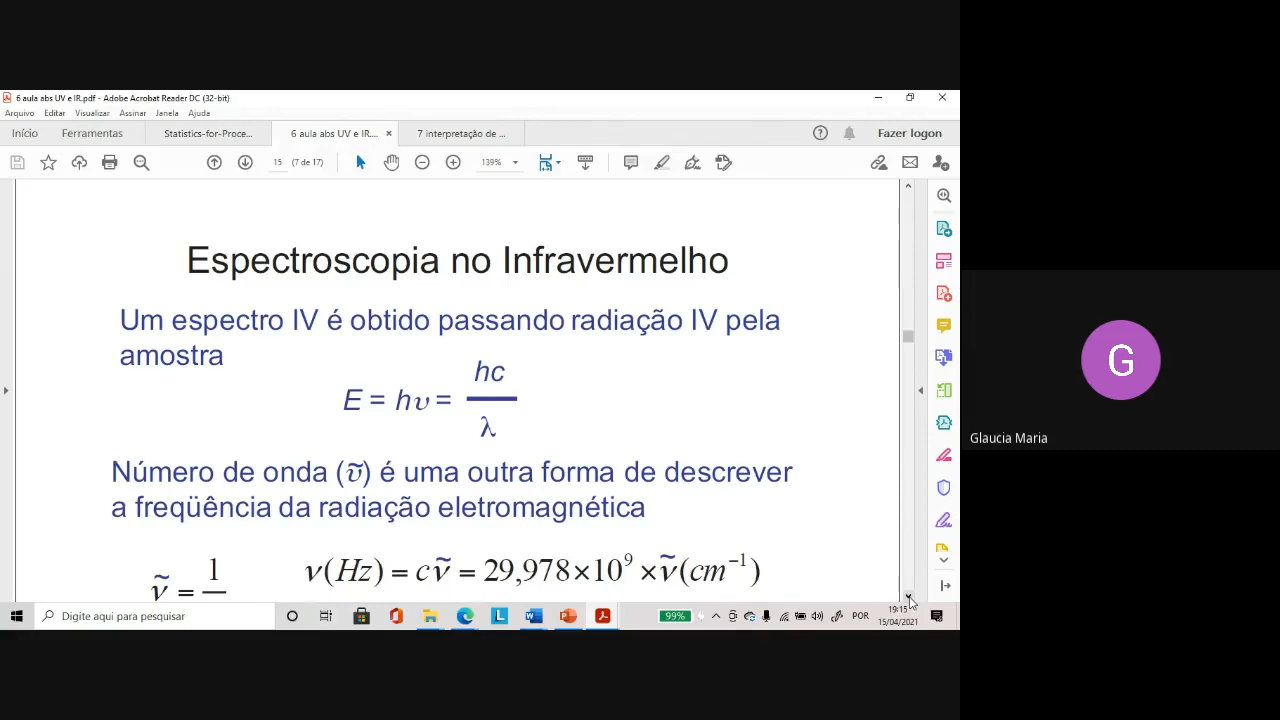 6 aula abs UV e IR.pdf - Adobe Acrobat Reader DC (32-bit)
Arquivo Editar Visualizar Assinar Janela Ajuda
Início Ferramentas Statistics-for-Proce... 6 aula abs UV e IR.... × 7 interpretação de ... Fazer logon
15 (7 de 17) 139%
Espectroscopia no Infravermelho
Um espectro IV é obtido passando radiação IV pela
amostra
E = hυ = hc / λ
Número de onda (υ̃) é uma outra forma de descrever
a freqüência da radiação eletromagnética
ν̃ = 1
ν(Hz) = cν̃ = 29,978×10⁹ ×ν̃(cm⁻¹)
Digite aqui para pesquisar
99%
POR
19:15
15/04/2021
G
Glaucia Maria